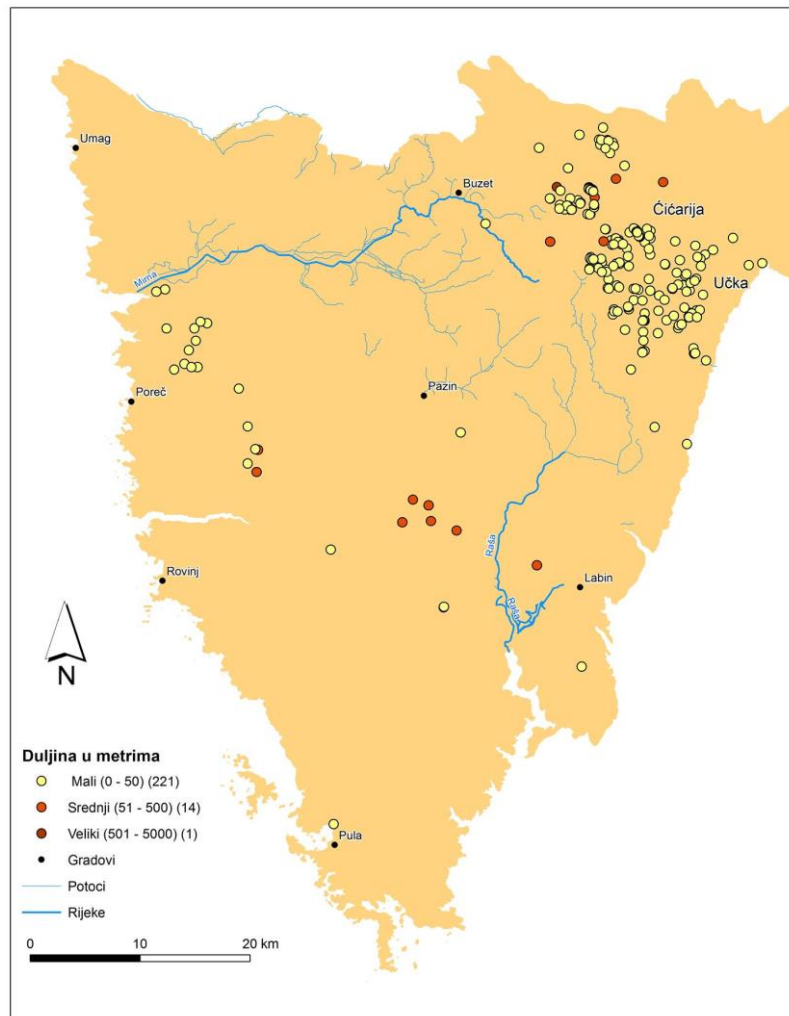 Umag
Buzet
Ćićarija
Učka
Mirna
Poreč
Pazin
Raša
Rovinj
Labin
Raša
N
Duljina u metrima
Mali (0 - 50) (221)
Srednji (51 - 500) (14)
Veliki (501 - 5000) (1)
Gradovi
Pula
Potoci
Rijeke
0 10 20 km